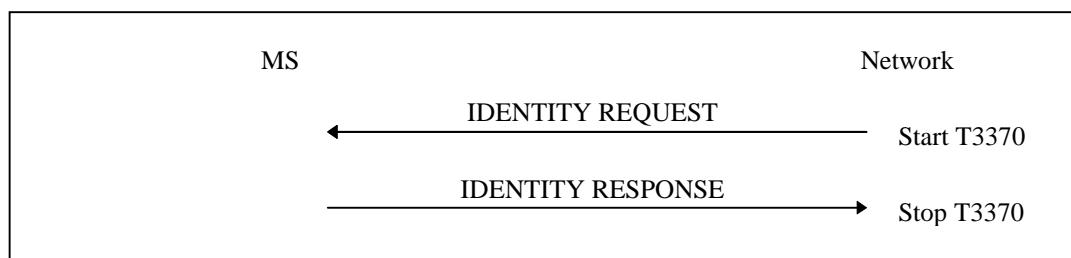 MS Network
IDENTITY REQUEST
Start T3370
IDENTITY RESPONSE
Stop T3370